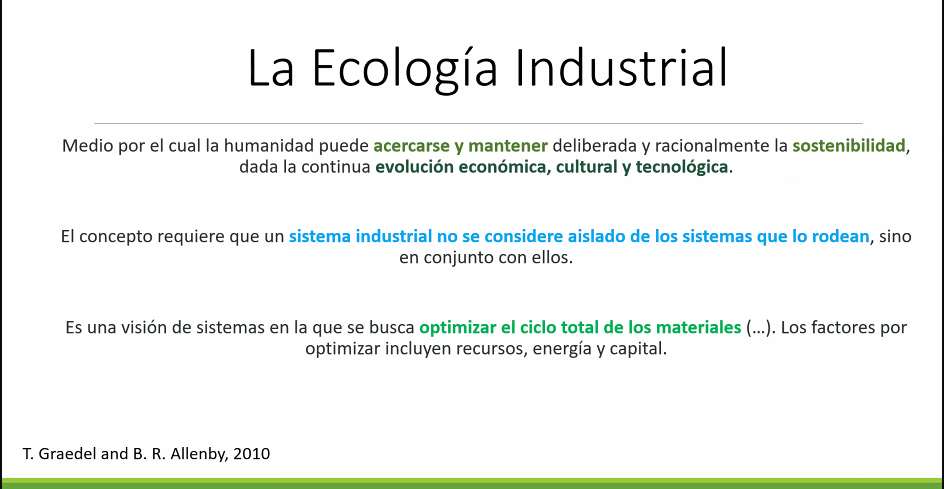 La Ecología Industrial
Medio por el cual la humanidad puede acercarse y mantener deliberada y racionalmente la sostenibilidad,
dada la continua evolución económica, cultural y tecnológica.
El concepto requiere que un sistema industrial no se considere aislado de los sistemas que lo rodean, sino
en conjunto con ellos.
Es una visión de sistemas en la que se busca optimizar el ciclo total de los materiales (...). Los factores por
optimizar incluyen recursos, energía y capital.
T. Graedel and B. R. Allenby, 2010